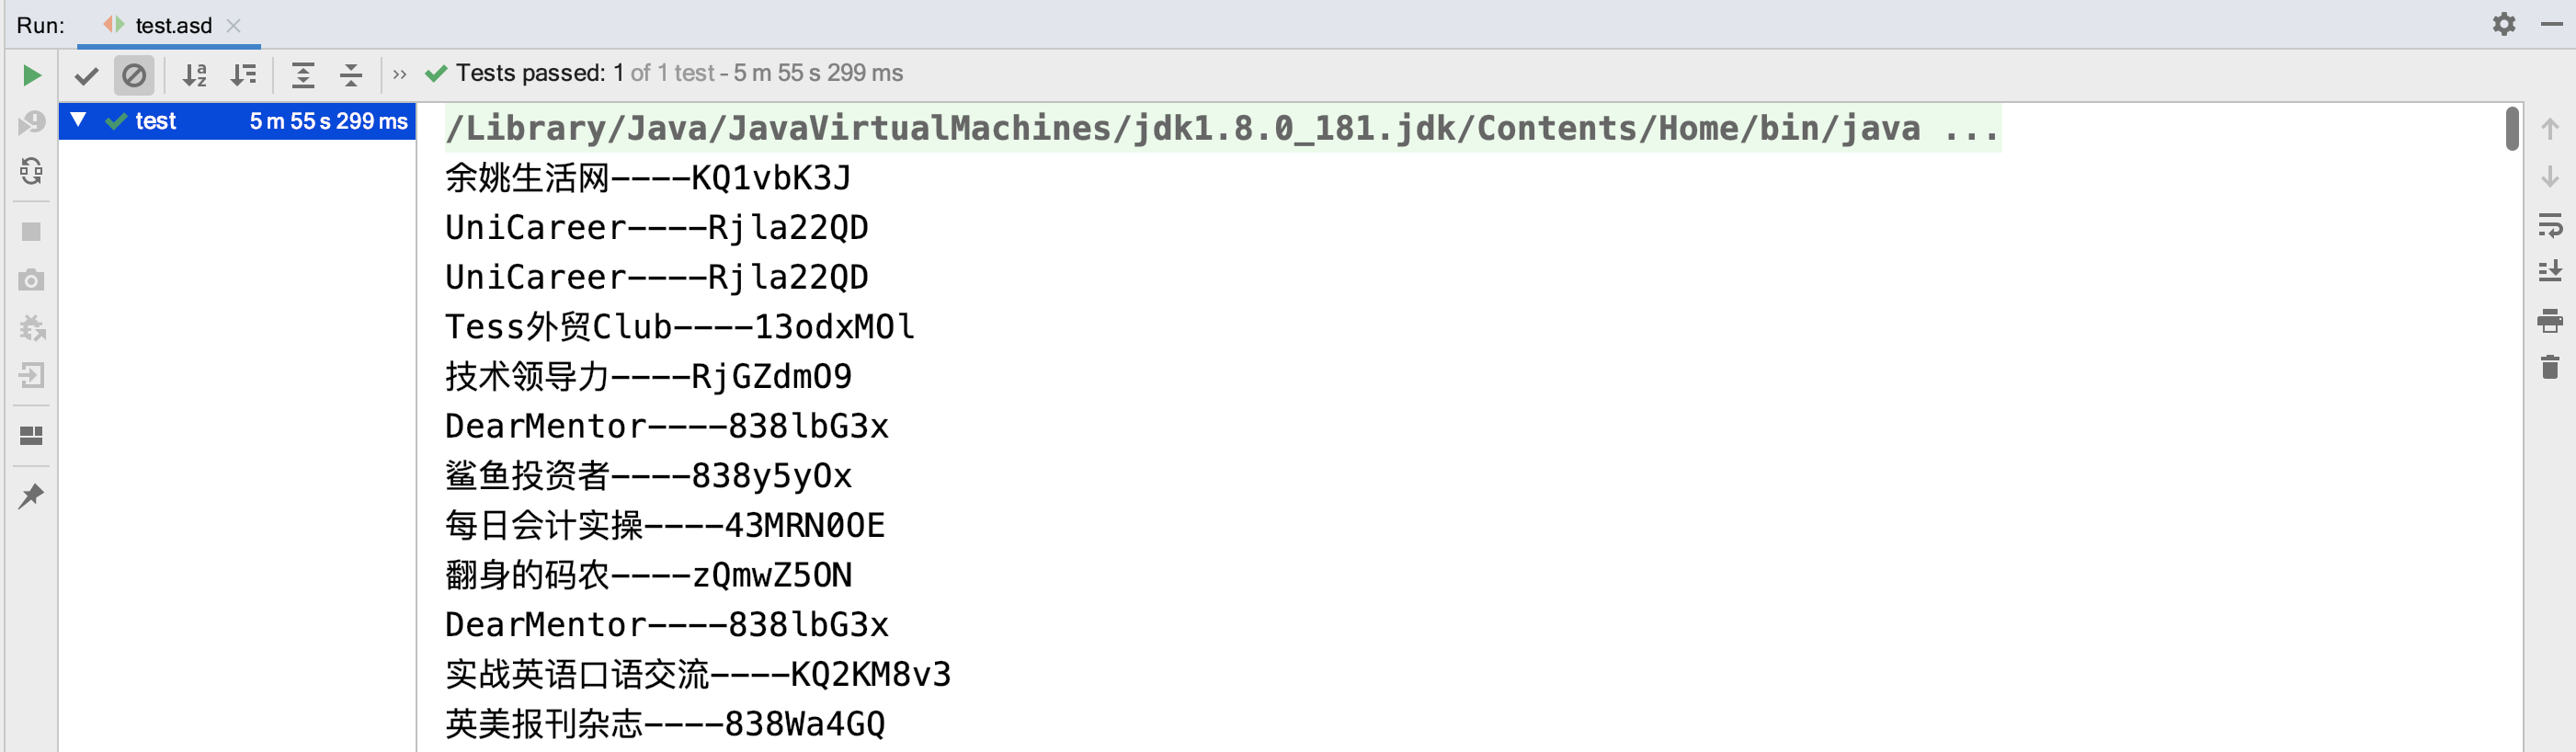 Run: test.asd
Tests passed: 1 of 1 test – 5 m 55 s 299 ms
test 5 m 55 s 299 ms
/Library/Java/JavaVirtualMachines/jdk1.8.0_181.jdk/Contents/Home/bin/java ...
余姚生活网----KQ1vbK3J
UniCareer----Rjla22QD
UniCareer----Rjla22QD
Tess外贸Club----13odxMOl
技术领导力----RjGZdmO9
DearMentor----838lbG3x
鲨鱼投资者----838y5yOx
每日会计实操----43MRN0OE
翻身的码农----zQmwZ5ON
DearMentor----838lbG3x
实战英语口语交流----KQ2KM8v3
英美报刊杂志----838Wa4GQ